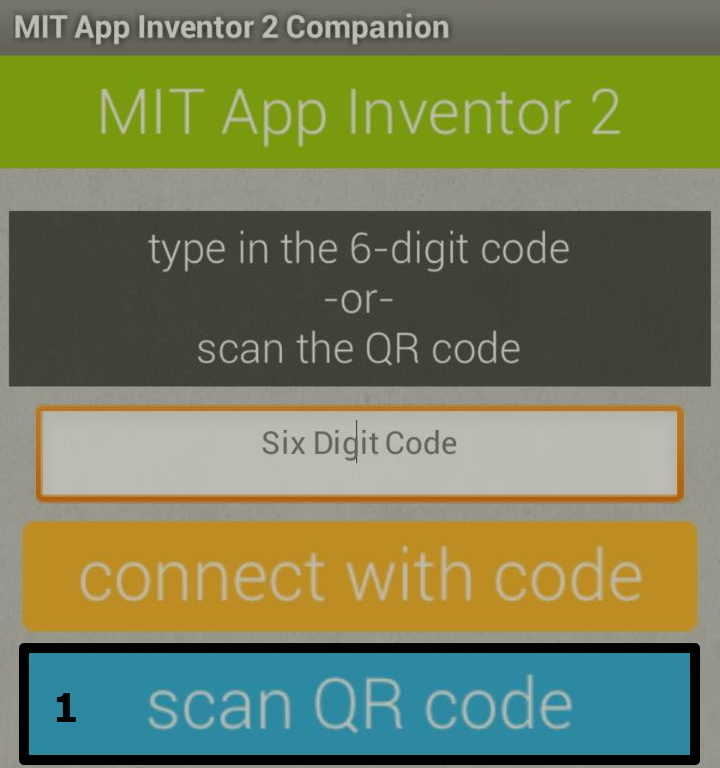 MIT App Inventor 2 Companion
MIT App Inventor 2
type in the 6-digit code
-or-
scan the QR code
Six Digit Code
connect with code
1 scan QR code